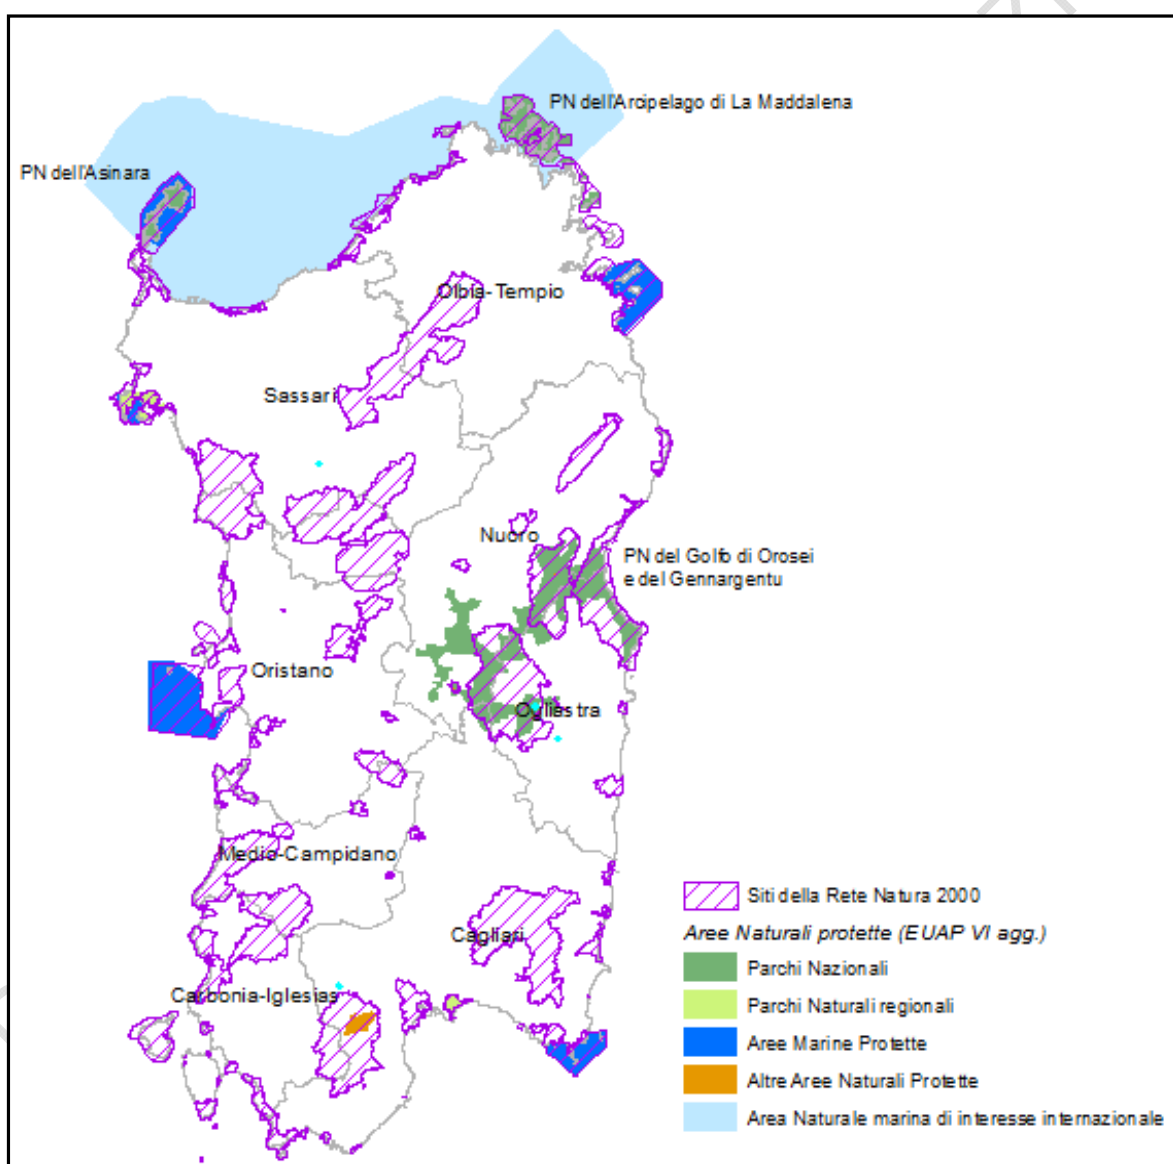 PN dell'Arcipelago di La Maddalena
PN dell'Asinara
Olbia-Tempio
Sassari
Nuoro
PN del Golfo di Orosei
e del Gennargentu
Oristano
Ogliastra
Medio-Campidano
Cagliari
Carbonia-Iglesias
Siti della Rete Natura 2000
Aree Naturali protette (EUAP VI agg.)
Parchi Nazionali
Parchi Naturali regionali
Aree Marine Protette
Altre Aree Naturali Protette
Area Naturale marina di interesse internazionale